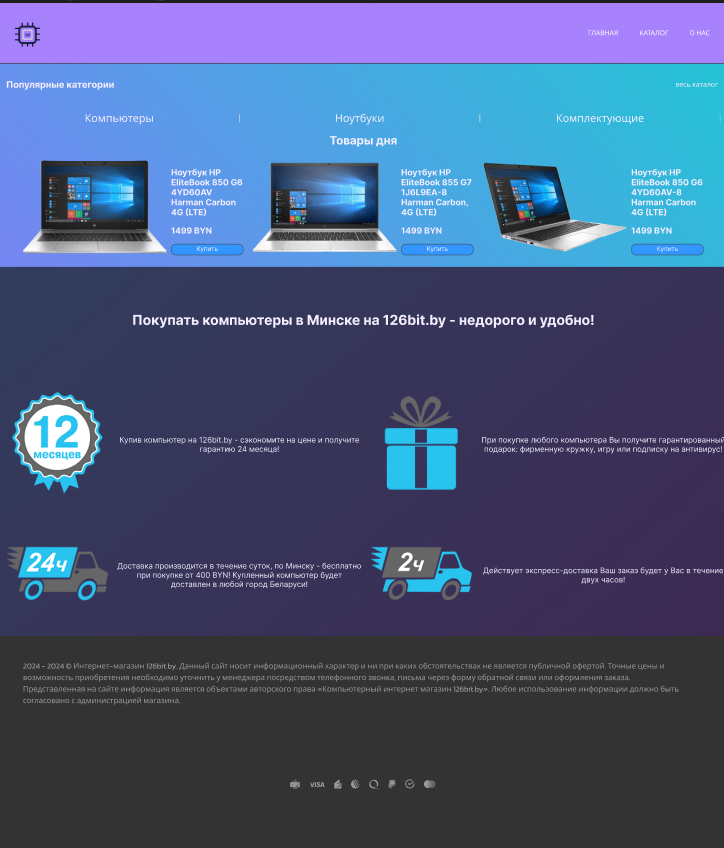 ГЛАВНАЯ КАТАЛОГ О НАС
Популярные категории
весь каталог
Компьютеры | Ноутбуки | Комплектующие |
Товары дня
Ноутбук HP
EliteBook 850 G6
4YD60AV
Harman Carbon
4G (LTE)
1499 BYN
Купить
Ноутбук HP
EliteBook 855 G7
1J6L9EA-8
Harman Carbon,
4G (LTE)
1499 BYN
Купить
Ноутбук HP
EliteBook 850 G6
4YD60AV-8
Harman Carbon
4G (LTE)
1499 BYN
Купить
Покупать компьютеры в Минске на 126bit.by - недорого и удобно!
12
месяцев
Купив компьютер на 126bit.by - сэкономите на цене и получите
гарантию 24 месяца!
При покупке любого компьютера Вы получите гарантированный
подарок: фирменную кружку, игру или подписку на антивирус!
24ч
Доставка производится в течение суток, по Минску - бесплатно
при покупке от 400 BYN! Купленный компьютер будет
доставлен в любой город Беларуси!
2ч
Действует экспресс-доставка Ваш заказ будет у Вас в течение
двух часов!
2024 - 2024 © Интернет-магазин 126bit.by. Данный сайт носит информационный характер и ни при каких обстоятельствах не является публичной офертой. Точные цены и
возможность приобретения необходимо уточнить у менеджера посредством телефонного звонка, письма через форму обратной связи или оформления заказа.
Представленная на сайте информация является объектами авторского права «Компьютерный интернет магазин 126bit.by». Любое использование информации должно быть
согласовано с администрацией магазина.
VISA